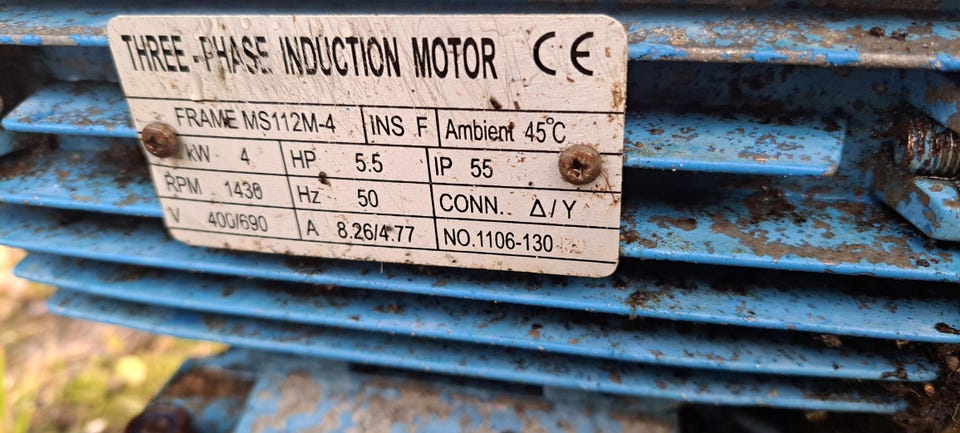 THREE-PHASE INDUCTION MOTOR CE
FRAME MS112M-4 INS F Ambient 45°C
kW 4 HP 5.5 IP 55
RPM 1430 Hz 50 CONN. Δ/Y
V 400/690 A 8.26/4.77 NO.1106-130